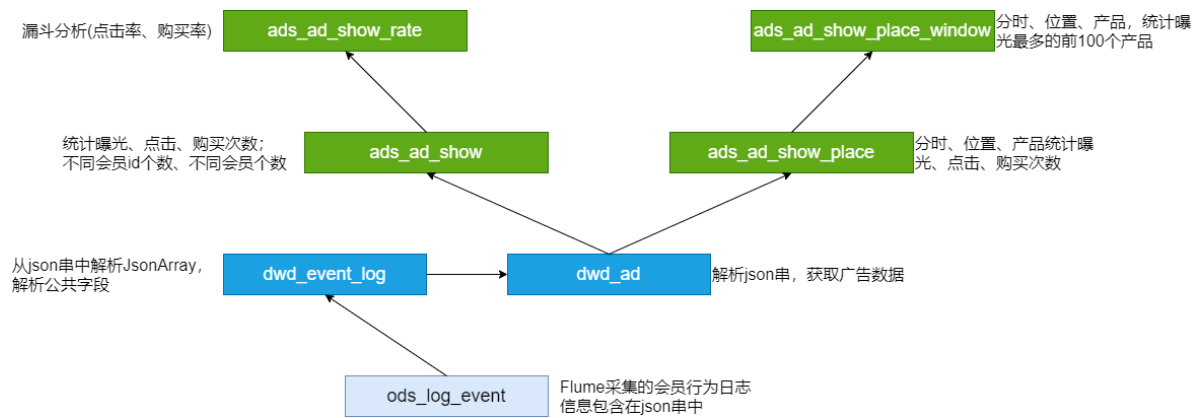 漏斗分析(点击率、购买率)
ads_ad_show_rate
ads_ad_show_place_window
分时、位置、产品，统计曝
光最多的前100个产品
统计曝光、点击、购买次数；
不同会员id个数、不同会员个数
ads_ad_show
ads_ad_show_place
分时、位置、产品统计曝
光、点击、购买次数
从json串中解析JsonArray，
解析公共字段
dwd_event_log
dwd_ad
解析json串，获取广告数据
ods_log_event
Flume采集的会员行为日志
信息包含在json串中